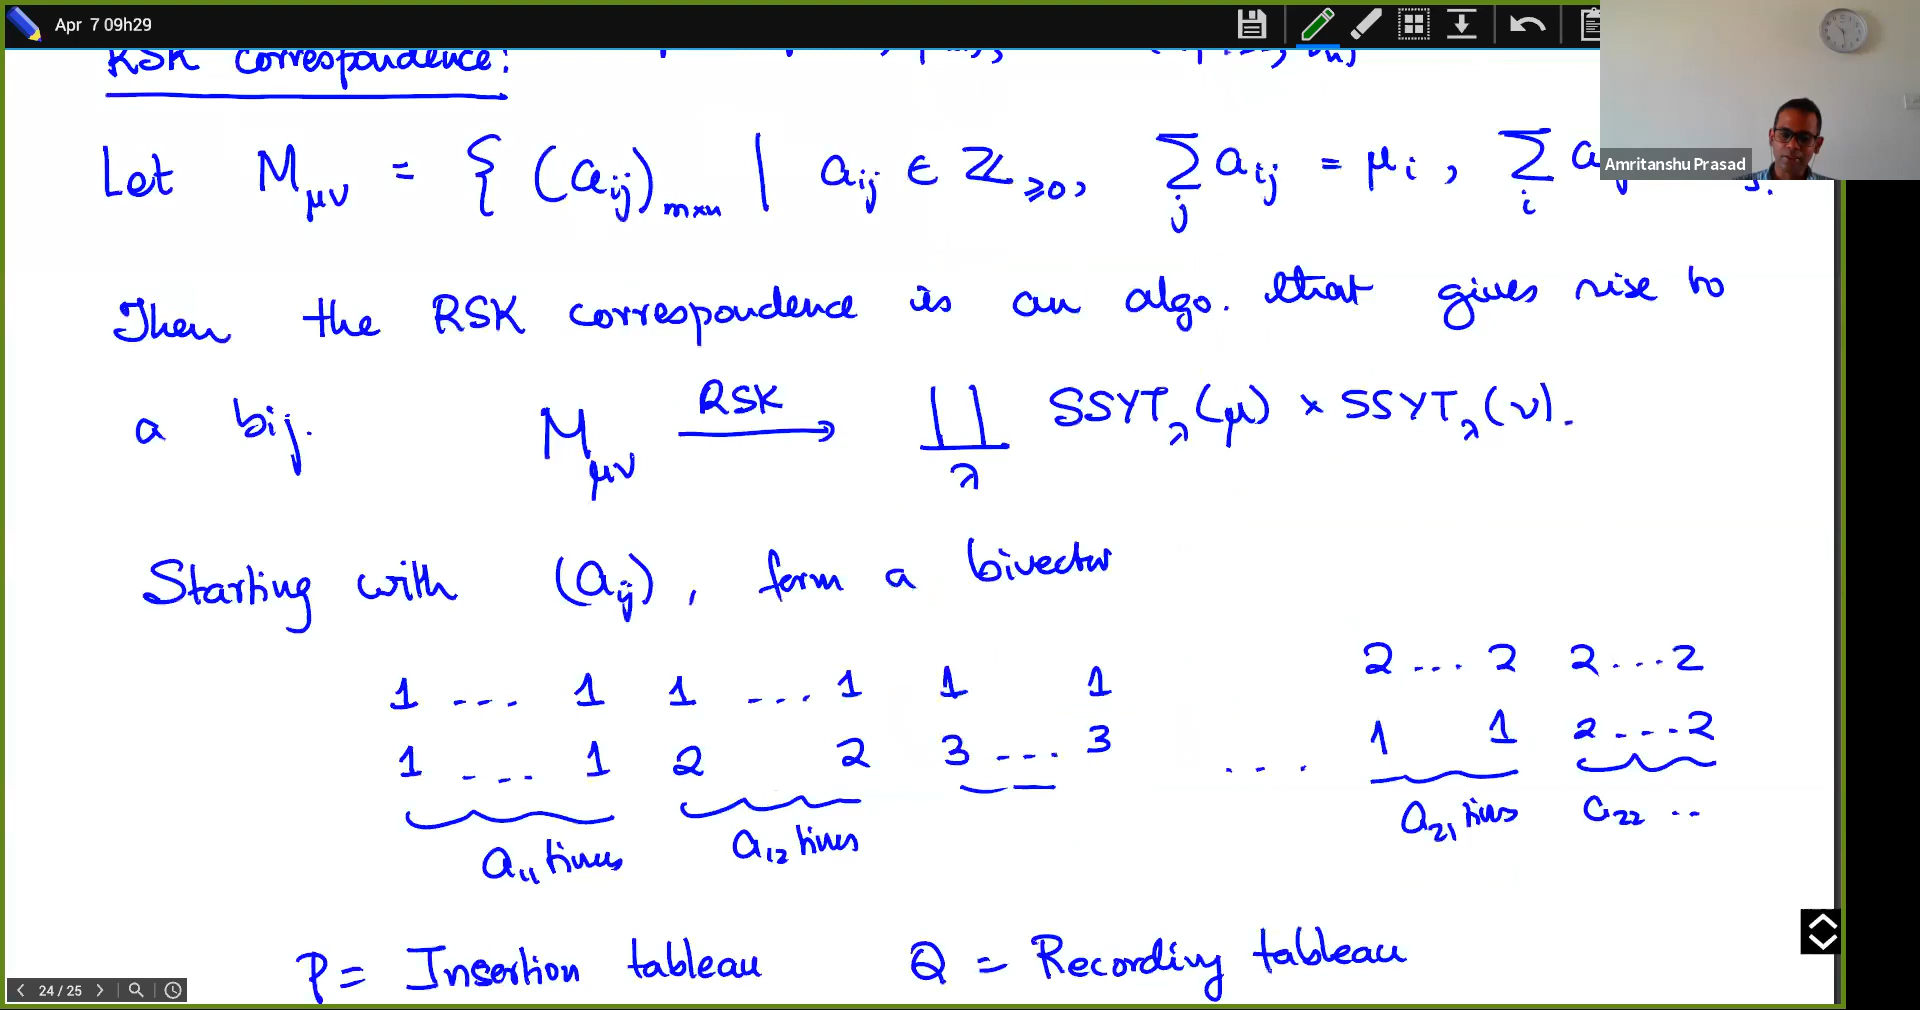 Apr 7 09h29
RSK correspondence:
Let M_μν = { (a_ij)_m×n | a_ij ∈ ℤ_≥0, Σ_j a_ij = μ_i, Σ_i a
Amritanshu Prasad
Then the RSK correspondence is an algo. that gives rise to
a bij. M_μν RSK→ ∐_λ SSYT_λ(μ) × SSYT_λ(ν).
Starting with (a_ij), form a bivector
1 ... 1 1 ... 1 1 1 2 ... 2 2 ... 2
1 ... 1 2 2 3 ... 3 .... 1 1 2 ... 2
a_11 times a_12 times a_21 times a_22 ..
P = Insertion tableau Q = Recording tableau
24 / 25